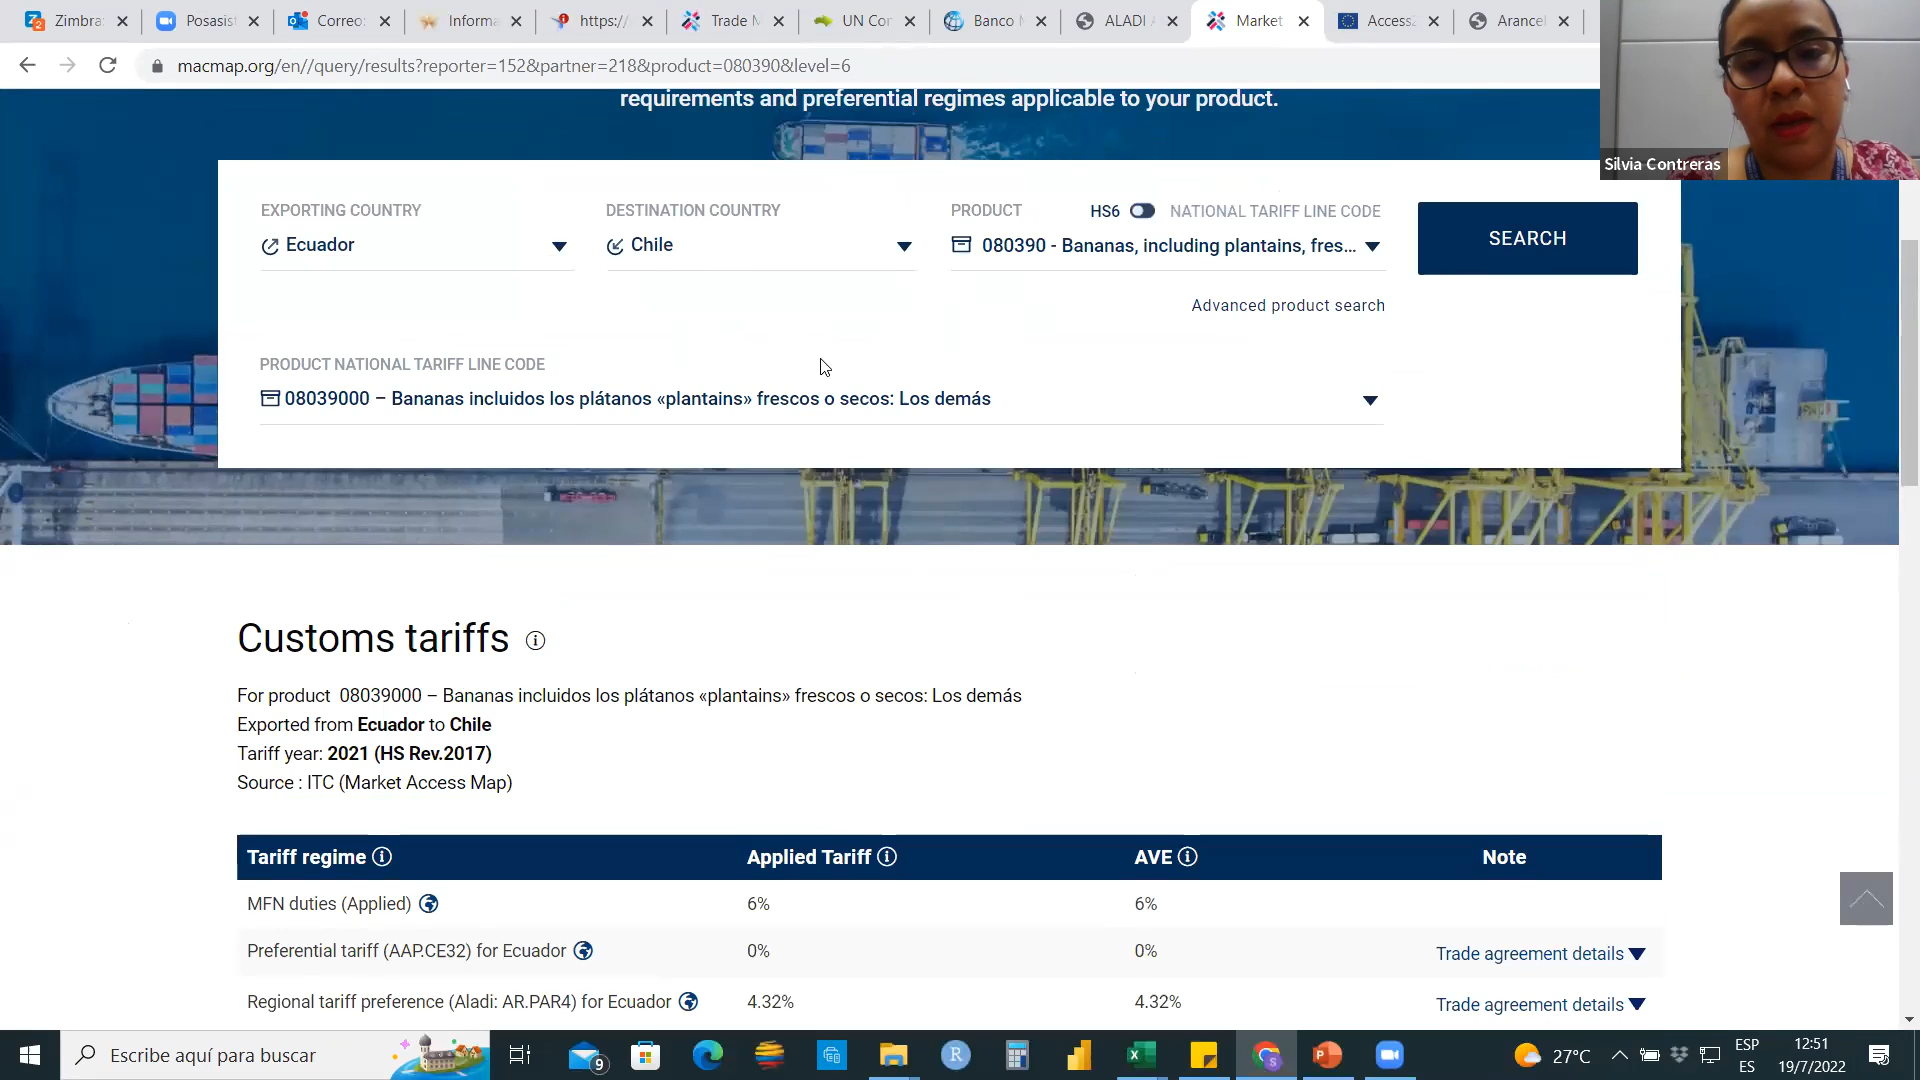 Zimbra: Posasist Correo: Informa https:// Trade M UN Con Banco M ALADI A Market Access2 Arancel
macmap.org/en//query/results?reporter=152&partner=218&product=080390&level=6
requirements and preferential regimes applicable to your product.
Silvia Contreras
EXPORTING COUNTRY DESTINATION COUNTRY PRODUCT HS6 NATIONAL TARIFF LINE CODE
Ecuador Chile 080390 - Bananas, including plantains, fres... SEARCH
Advanced product search
PRODUCT NATIONAL TARIFF LINE CODE
08039000 – Bananas incluidos los plátanos «plantains» frescos o secos: Los demás
Customs tariffs
For product 08039000 – Bananas incluidos los plátanos «plantains» frescos o secos: Los demás
Exported from Ecuador to Chile
Tariff year: 2021 (HS Rev.2017)
Source : ITC (Market Access Map)
Tariff regime Applied Tariff AVE Note
MFN duties (Applied) 6% 6%
Preferential tariff (AAP.CE32) for Ecuador 0% 0% Trade agreement details
Regional tariff preference (Aladi: AR.PAR4) for Ecuador 4.32% 4.32% Trade agreement details
Escribe aquí para buscar 9 27°C ESP 12:51
ES 19/7/2022